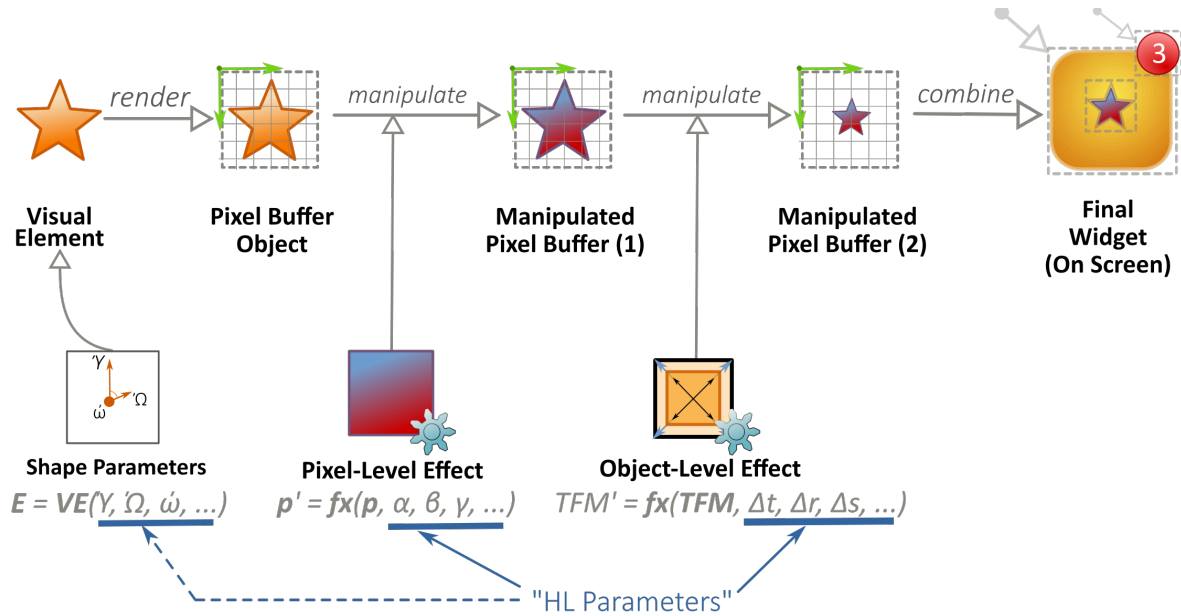 render
manipulate
manipulate
combine
3
Visual
Element
Pixel Buffer
Object
Manipulated
Pixel Buffer (1)
Manipulated
Pixel Buffer (2)
Final
Widget
(On Screen)
Ύ
Ώ
ώ
Shape Parameters
E = VE(Ύ, Ώ, ώ, ...)
Pixel-Level Effect
p' = fx(p, α, β, γ, ...)
Object-Level Effect
TFM' = fx(TFM, Δt, Δr, Δs, ...)
"HL Parameters"